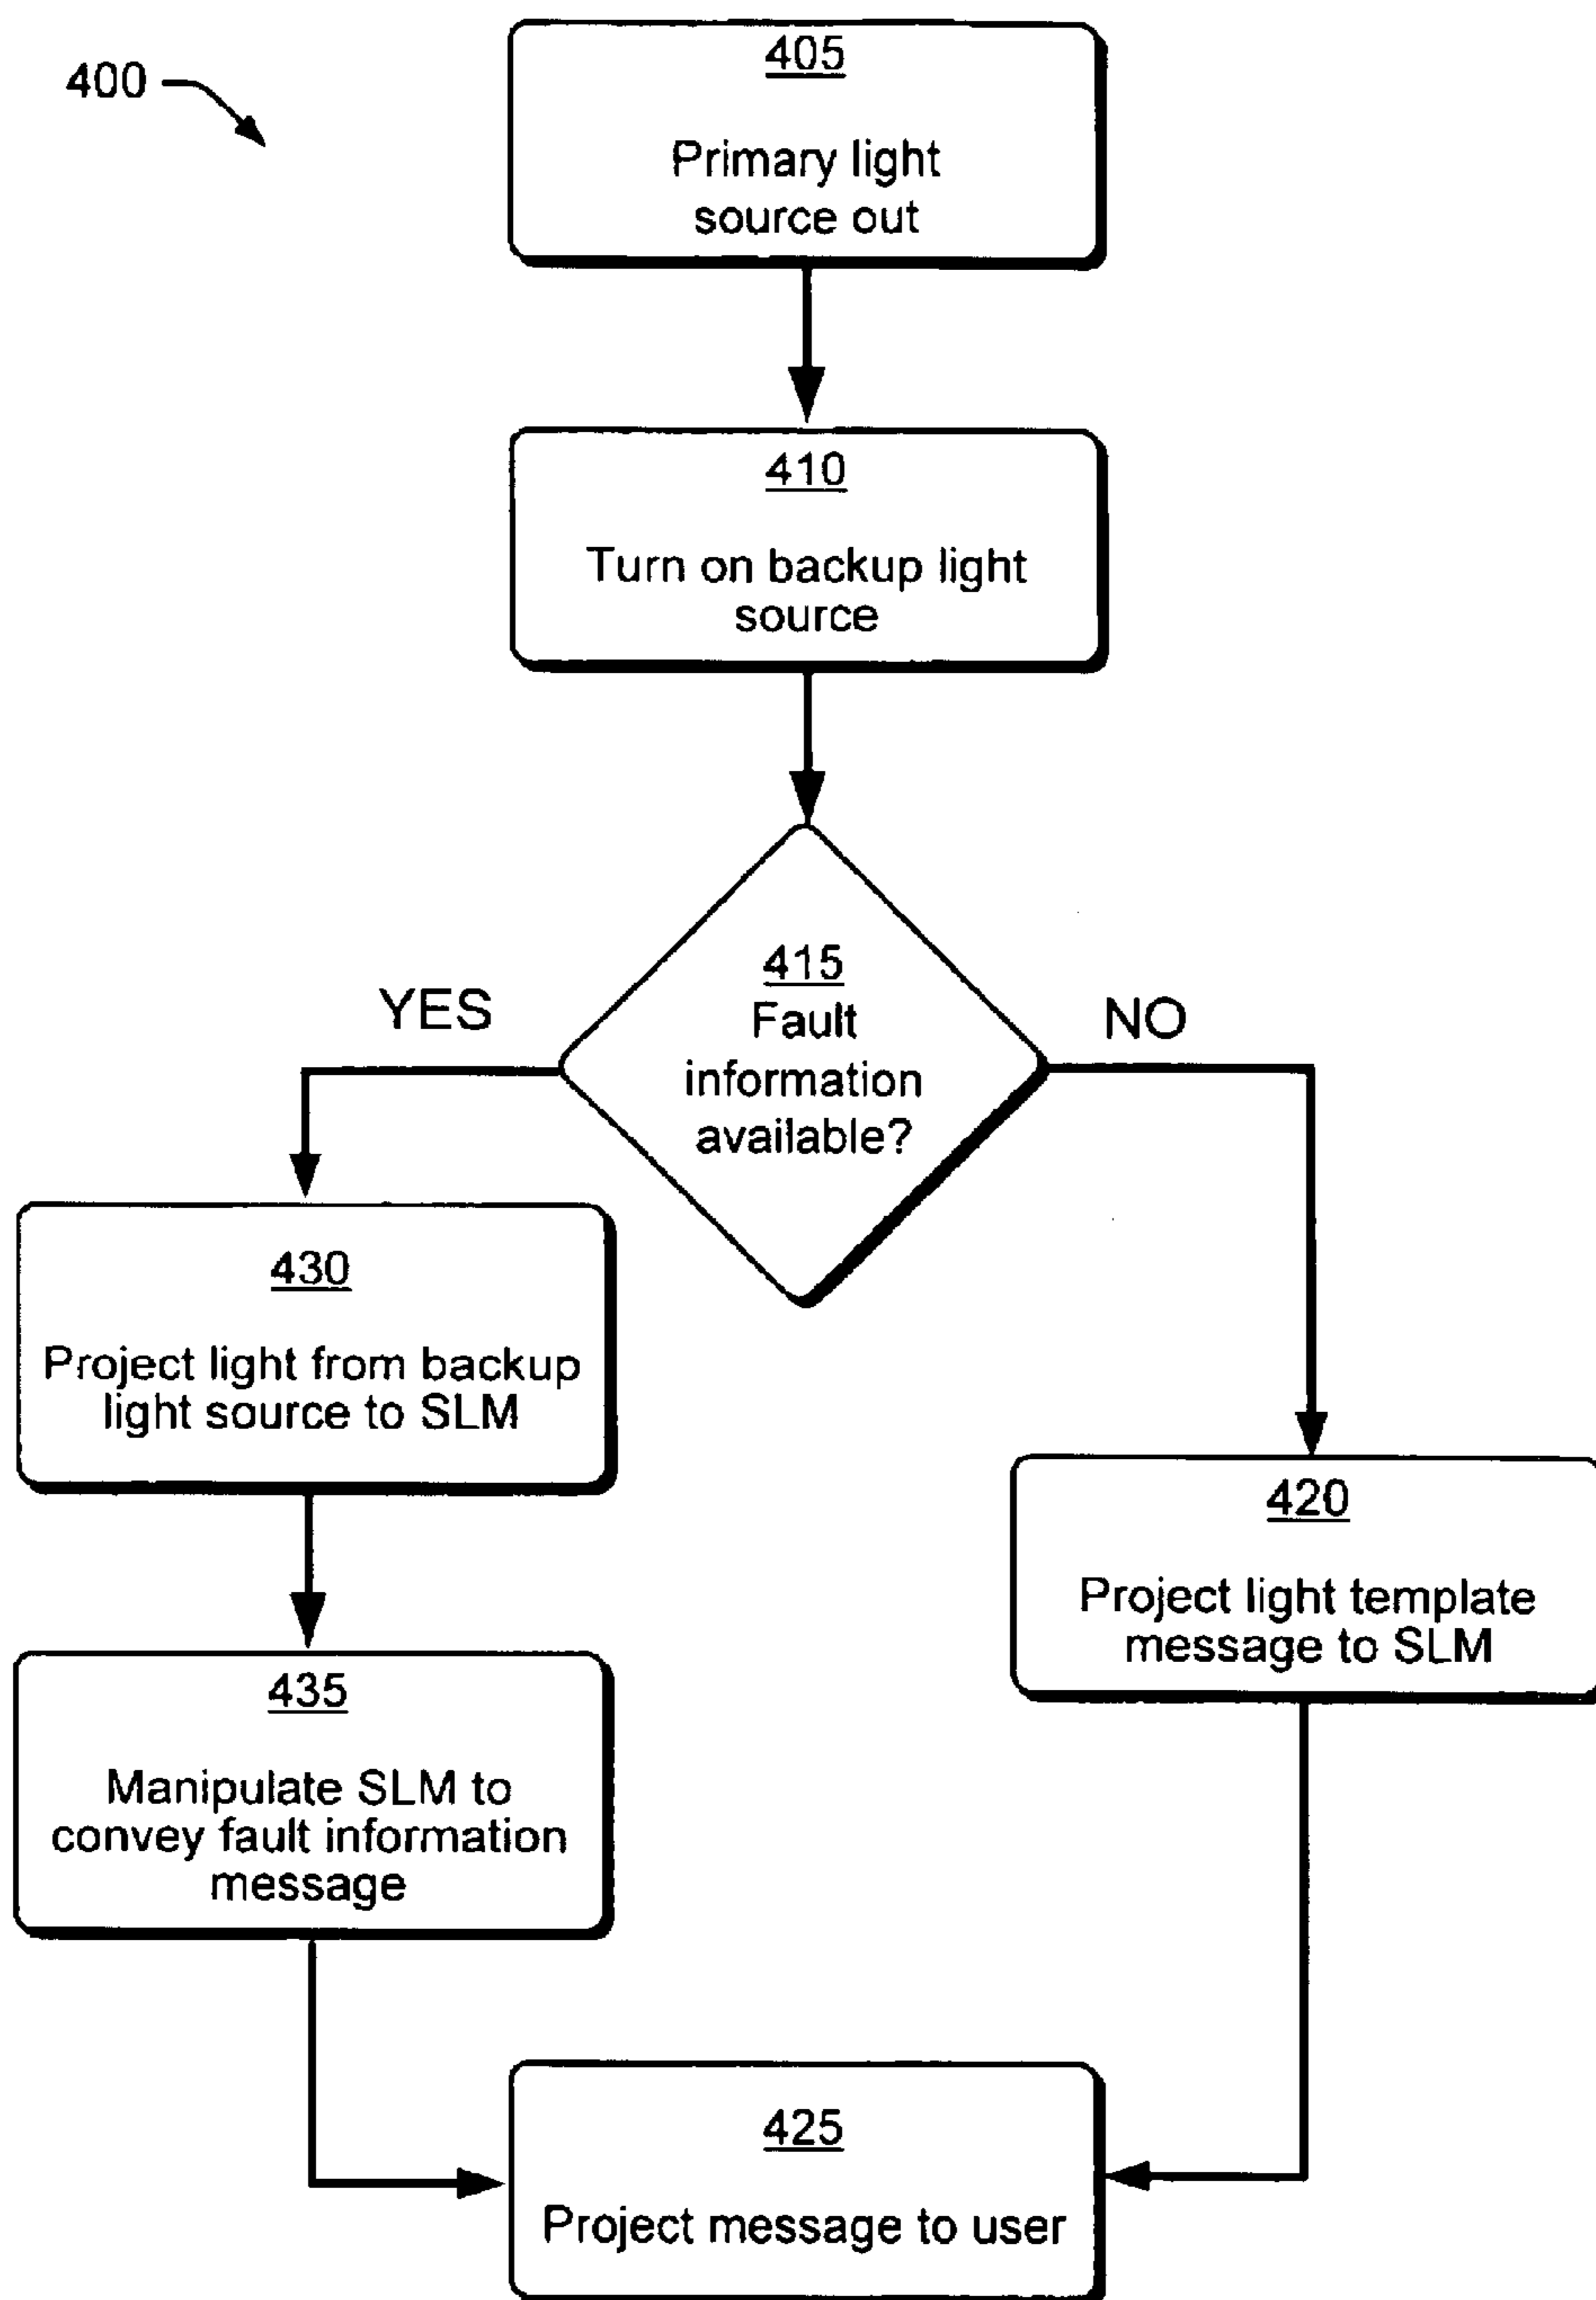 400
405
Primary light
source out
410
Turn on backup light
source
415
Fault
information
available?
YES
NO
430
Project light from backup
light source to SLM
420
Project light template
message to SLM
435
Manipulate SLM to
convey fault information
message
425
Project message to user